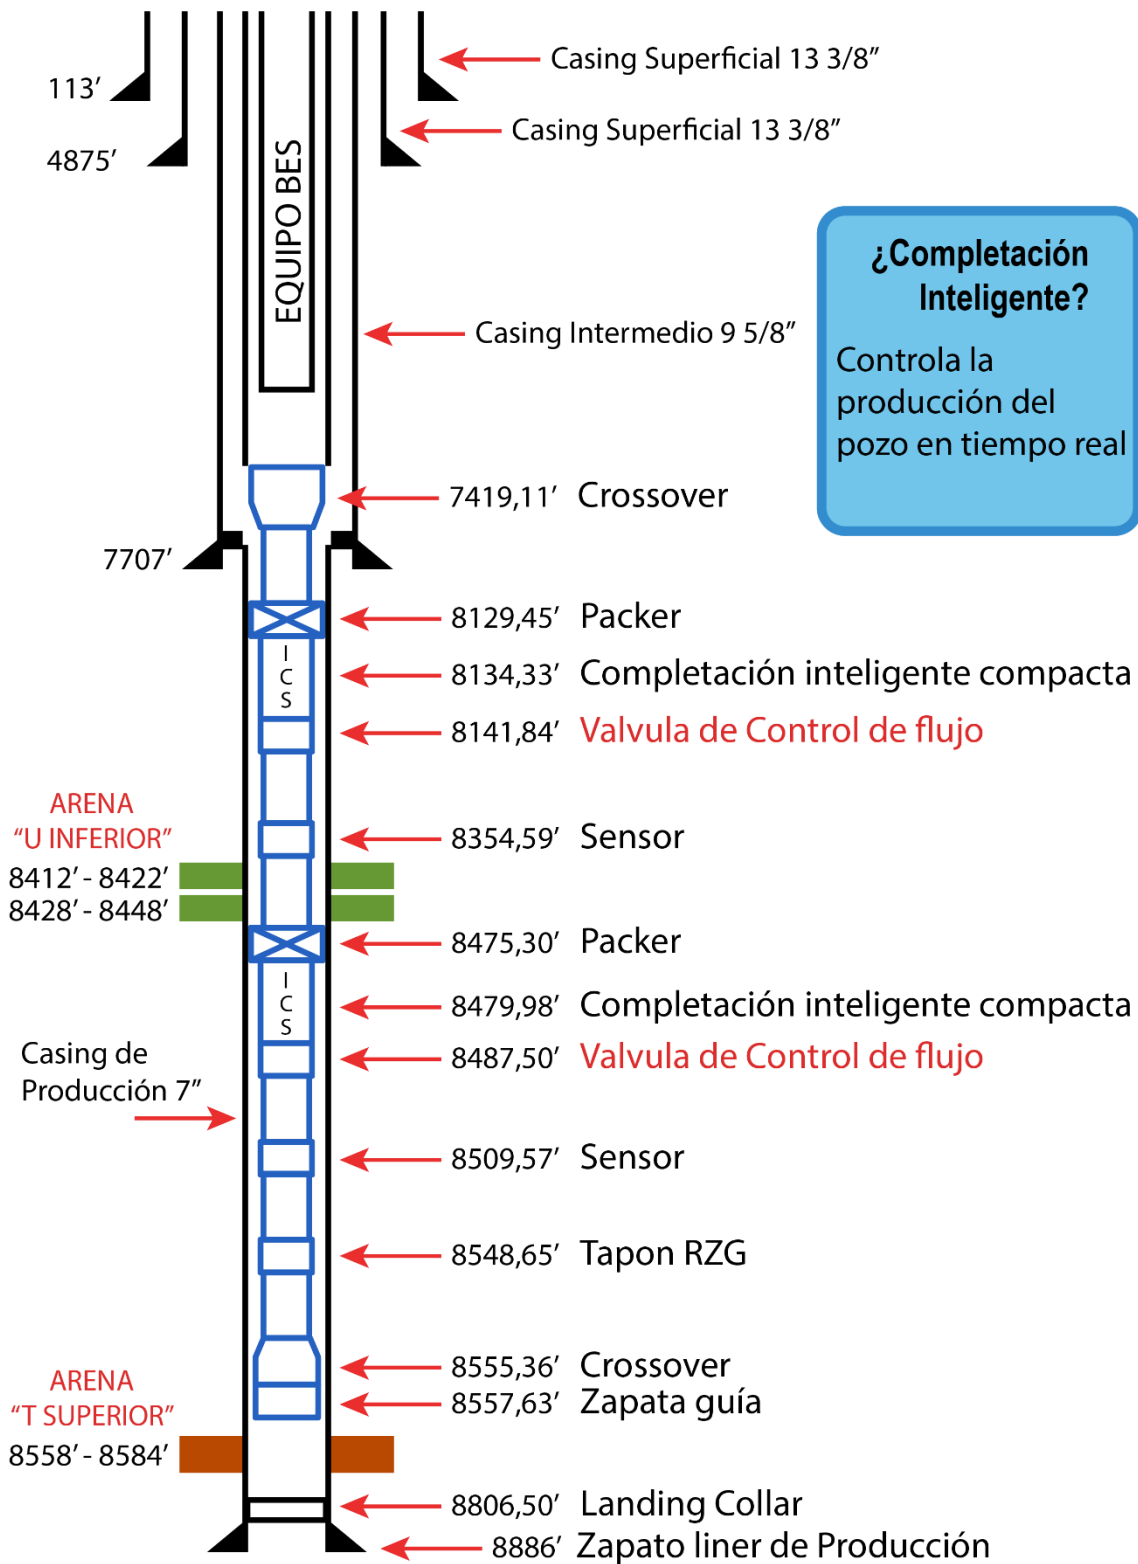 113’
Casing Superficial 13 3/8”
4875’
Casing Superficial 13 3/8”
EQUIPO BES
¿Completación
Inteligente?
Controla la
producción del
pozo en tiempo real
Casing Intermedio 9 5/8”
7419,11’ Crossover
7707’
8129,45’ Packer
ICS
8134,33’ Completación inteligente compacta
8141,84’ Valvula de Control de flujo
ARENA
“U INFERIOR”
8412’ - 8422’
8428’ - 8448’
8354,59’ Sensor
8475,30’ Packer
ICS
8479,98’ Completación inteligente compacta
8487,50’ Valvula de Control de flujo
Casing de
Producción 7”
8509,57’ Sensor
8548,65’ Tapon RZG
8555,36’ Crossover
8557,63’ Zapata guía
ARENA
“T SUPERIOR”
8558’ - 8584’
8806,50’ Landing Collar
8886’ Zapato liner de Producción